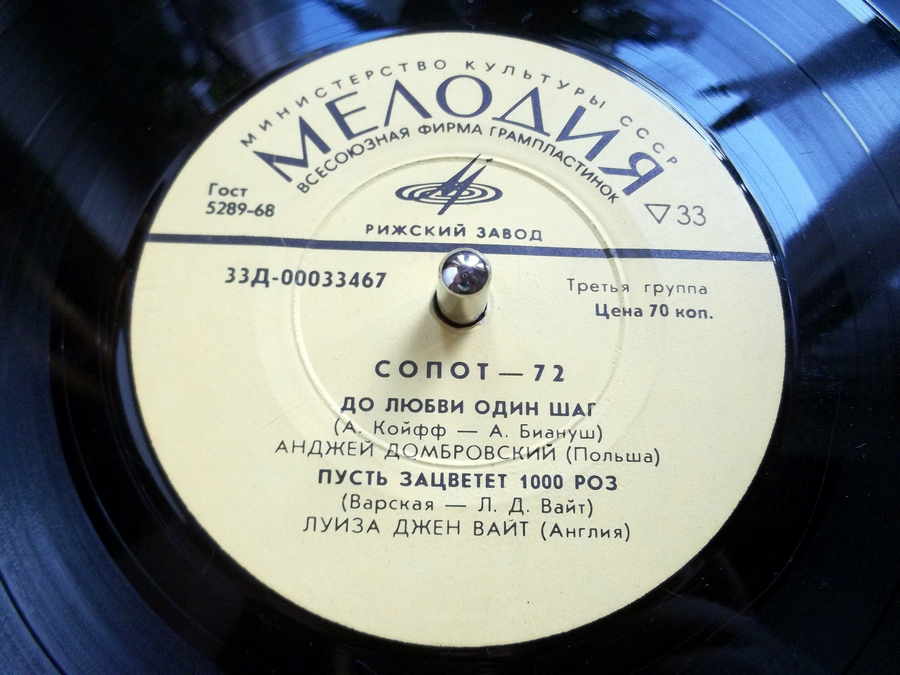 МИНИСТЕРСТВО КУЛЬТУРЫ СССР
МЕЛОДИЯ
ВСЕСОЮЗНАЯ ФИРМА ГРАМПЛАСТИНОК
Гост
5289-68
▽33
РИЖСКИЙ ЗАВОД
33Д-00033467
Третья группа
Цена 70 коп.
СОПОТ — 72
ДО ЛЮБВИ ОДИН ШАГ
(А. Койфф — А. Биануш)
АНДЖЕЙ ДОМБРОВСКИЙ (Польша)
ПУСТЬ ЗАЦВЕТЕТ 1000 РОЗ
(Варская — Л. Д. Вайт)
ЛУИЗА ДЖЕН ВАЙТ (Англия)